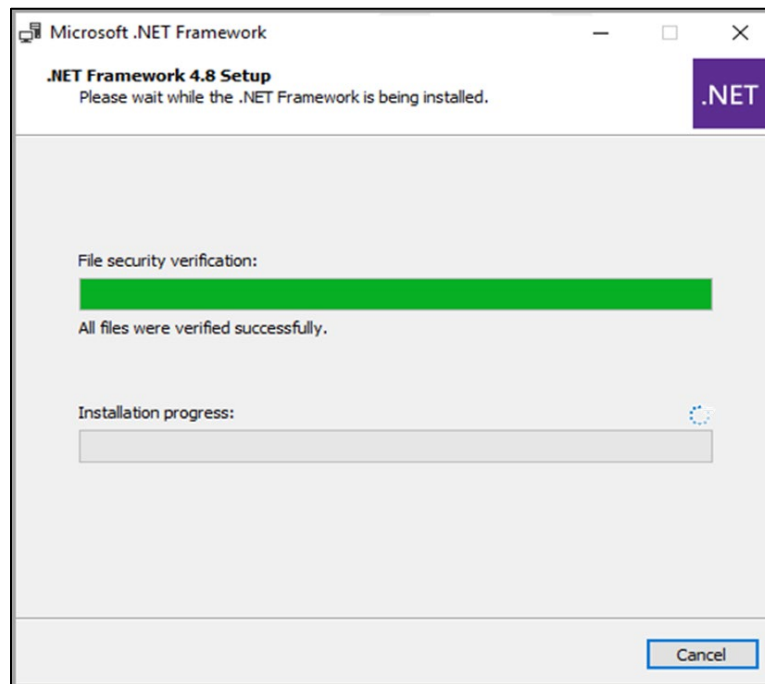 Microsoft .NET Framework
.NET Framework 4.8 Setup
Please wait while the .NET Framework is being installed.
.NET
File security verification:
All files were verified successfully.
Installation progress:
Cancel